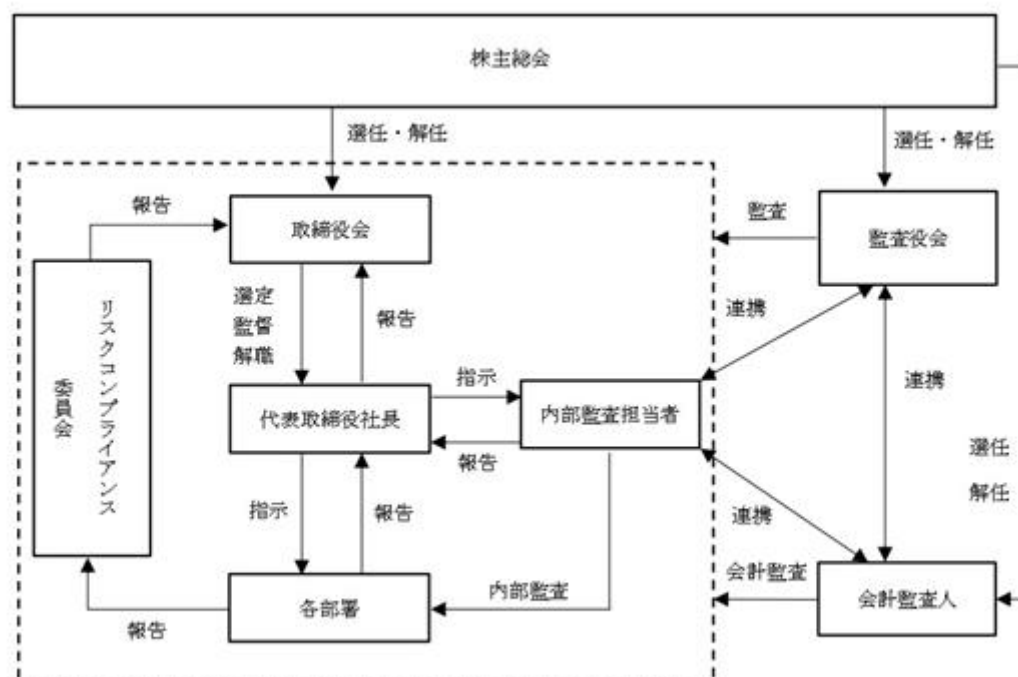 株主総会
選任・解任
選任・解任
報告
取締役会
監査
監査役会
リスクコンプライアンス
委員会
選定
監督
解職
報告
連携
連携
指示
代表取締役社長
内部監査担当者
報告
選任
解任
指示
報告
連携
会計監査
内部監査
各部署
会計監査人
報告